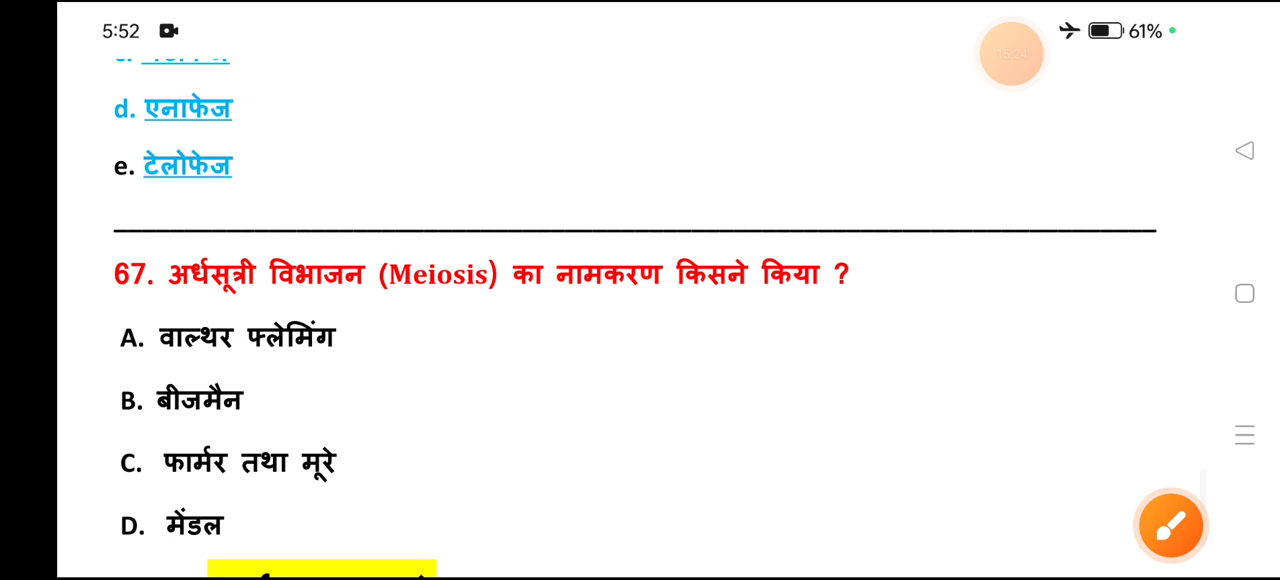 5:52
61%
d. एनाफेज
e. टेलोफेज
67. अर्धसूत्री विभाजन (Meiosis) का नामकरण किसने किया ?
A. वाल्थर फ्लेमिंग
B. बीजमैन
C. फार्मर तथा मूरे
D. मेंडल